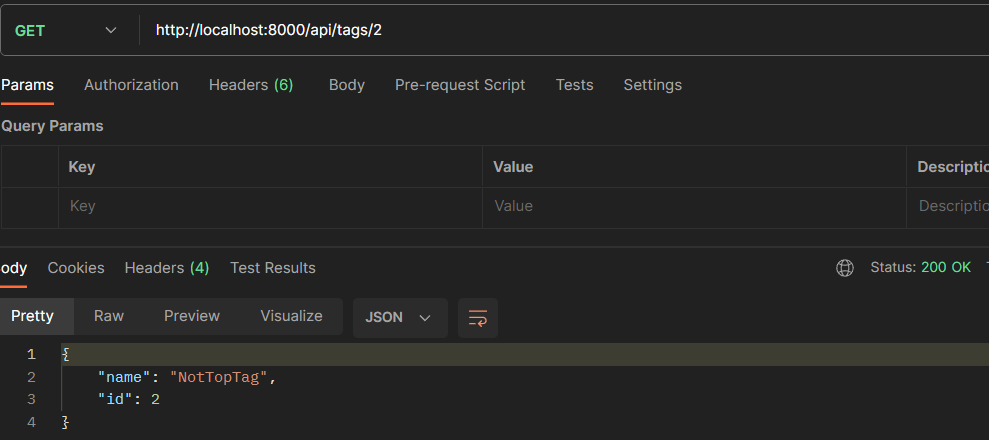 GET http://localhost:8000/api/tags/2
Params Authorization Headers (6) Body Pre-request Script Tests Settings
Query Params
Key Value Descriptio
Key Value Descriptio
ody Cookies Headers (4) Test Results Status: 200 OK
Pretty Raw Preview Visualize JSON
1 {
2 "name": "NotTopTag",
3 "id": 2
4 }